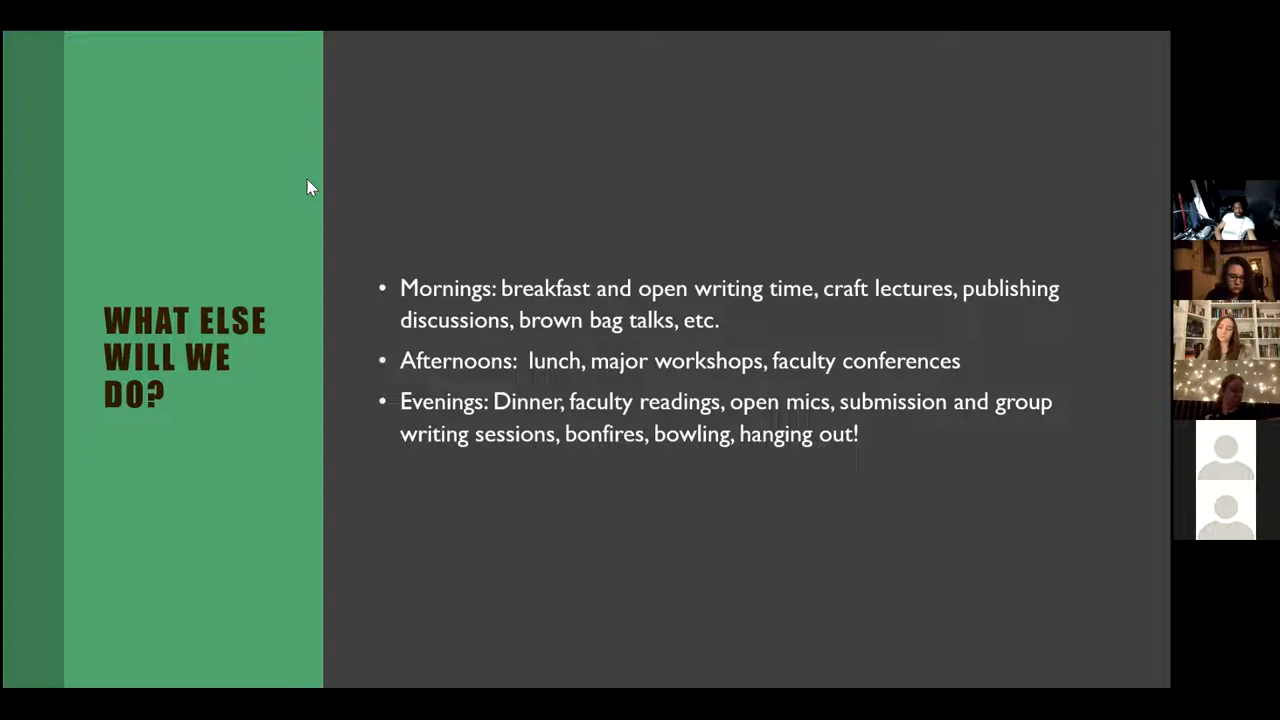 WHAT ELSE
WILL WE
DO?
• Mornings: breakfast and open writing time, craft lectures, publishing
discussions, brown bag talks, etc.
• Afternoons:  lunch, major workshops, faculty conferences
• Evenings: Dinner, faculty readings, open mics, submission and group
writing sessions, bonfires, bowling, hanging out!